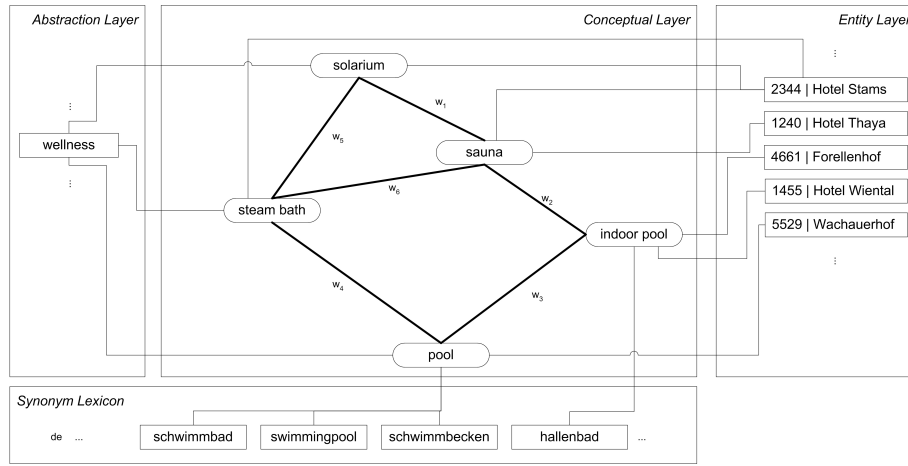 Abstraction Layer
Conceptual Layer
Entity Layer
solarium
w1
2344 | Hotel Stams
1240 | Hotel Thaya
wellness
w5
sauna
4661 | Forellenhof
w6
w2
1455 | Hotel Wiental
steam bath
5529 | Wachauerhof
indoor pool
w4
w3
pool
Synonym Lexicon
de ... schwimmbad swimmingpool schwimmbecken hallenbad ...